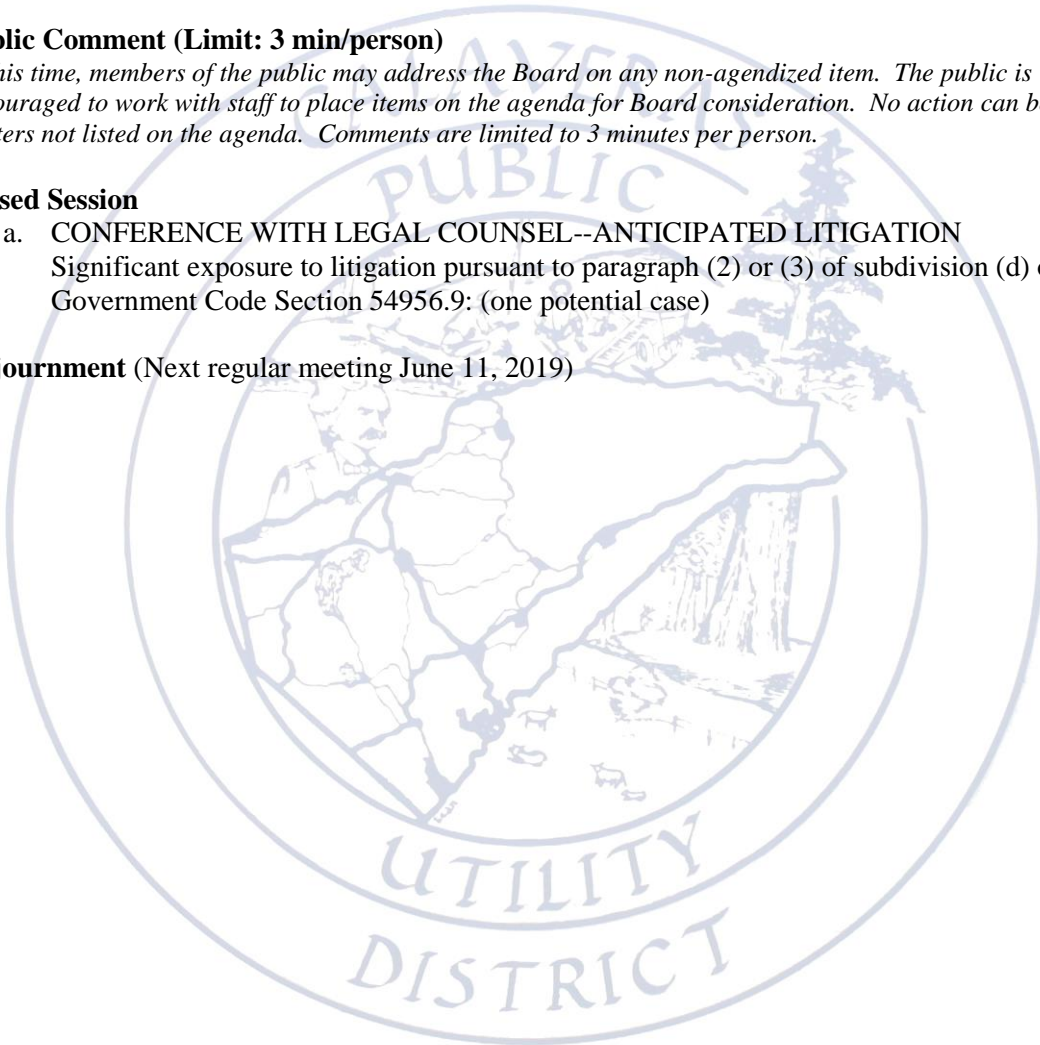 blic Comment (Limit: 3 min/person)
his time, members of the public may address the Board on any non-agendized item. The public is
ouraged to work with staff to place items on the agenda for Board consideration. No action can b
ters not listed on the agenda. Comments are limited to 3 minutes per person.
sed Session
a. CONFERENCE WITH LEGAL COUNSEL--ANTICIPATED LITIGATION
Significant exposure to litigation pursuant to paragraph (2) or (3) of subdivision (d)
Government Code Section 54956.9: (one potential case)
journment (Next regular meeting June 11, 2019)
CALAVERAS
PUBLIC
UTILITY
DISTRICT